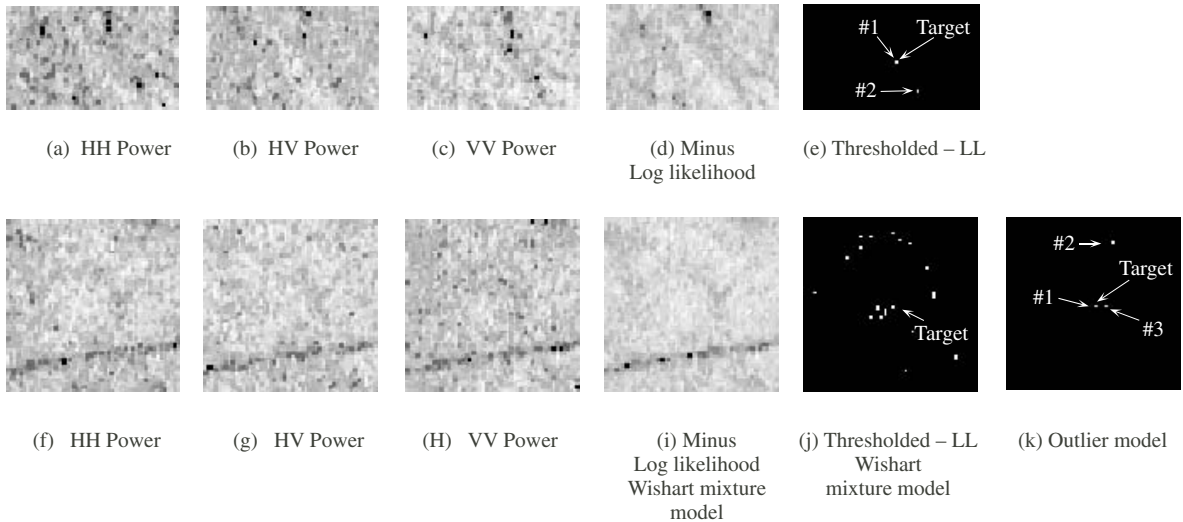 #1
Target
#2
(a) HH Power
(b) HV Power
(c) VV Power
(d) Minus
Log likelihood
(e) Thresholded – LL
#2
Target
#1
#3
Target
(f) HH Power
(g) HV Power
(H) VV Power
(i) Minus
Log likelihood
Wishart mixture
model
(j) Thresholded – LL
Wishart
mixture model
(k) Outlier model